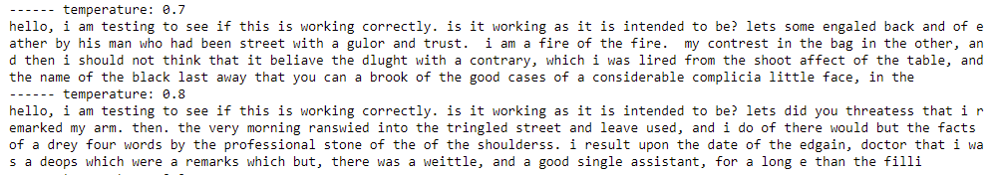 ------ temperature: 0.7
hello, i am testing to see if this is working correctly. is it working as it is intended to be? lets some engaled back and of e
ather by his man who had been street with a gulor and trust.  i am a fire of the fire.  my contrest in the bag in the other, an
d then i should not think that it beliave the dlught with a contrary, which i was lired from the shoot affect of the table, and
the name of the black last away that you can a brook of the good cases of a considerable complicia little face, in the
------ temperature: 0.8
hello, i am testing to see if this is working correctly. is it working as it is intended to be? lets did you threatess that i r
emarked my arm. then. the very morning ranswied into the tringled street and leave used, and i do of there would but the facts
of a drey four words by the professional stone of the of the shoulderss. i result upon the date of the edgain, doctor that i wa
s a deops which were a remarks which but, there was a weittle, and a good single assistant, for a long e than the filli